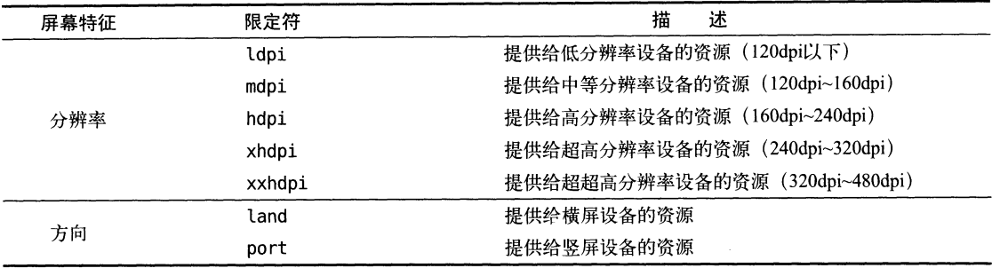 屏幕特征 限定符 描 述
ldpi 提供给低分辨率设备的资源（120dpi以下）
mdpi 提供给中等分辨率设备的资源（120dpi~160dpi）
分辨率 hdpi 提供给高分辨率设备的资源（160dpi~240dpi）
xhdpi 提供给超高分辨率设备的资源（240dpi~320dpi）
xxhdpi 提供给超超高分辨率设备的资源（320dpi~480dpi）
方向 land 提供给横屏设备的资源
port 提供给竖屏设备的资源